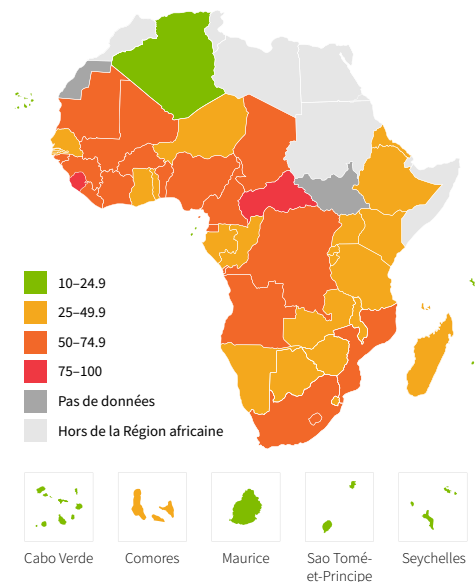 10–24.9
25–49.9
50–74.9
75–100
Pas de données
Hors de la Région africaine
Cabo Verde
Comores
Maurice
Sao Tomé-
et-Principe
Seychelles